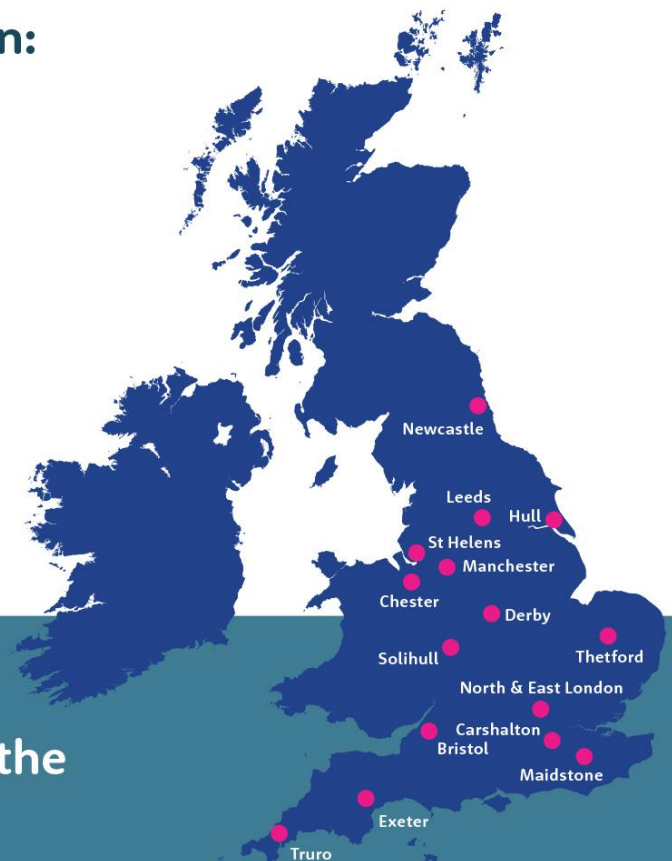 n:
Newcastle
Leeds
Hull
St Helens
Manchester
Chester
Derby
Solihull
Thetford
North & East London
Carshalton
Bristol
the
Maidstone
Exeter
Truro